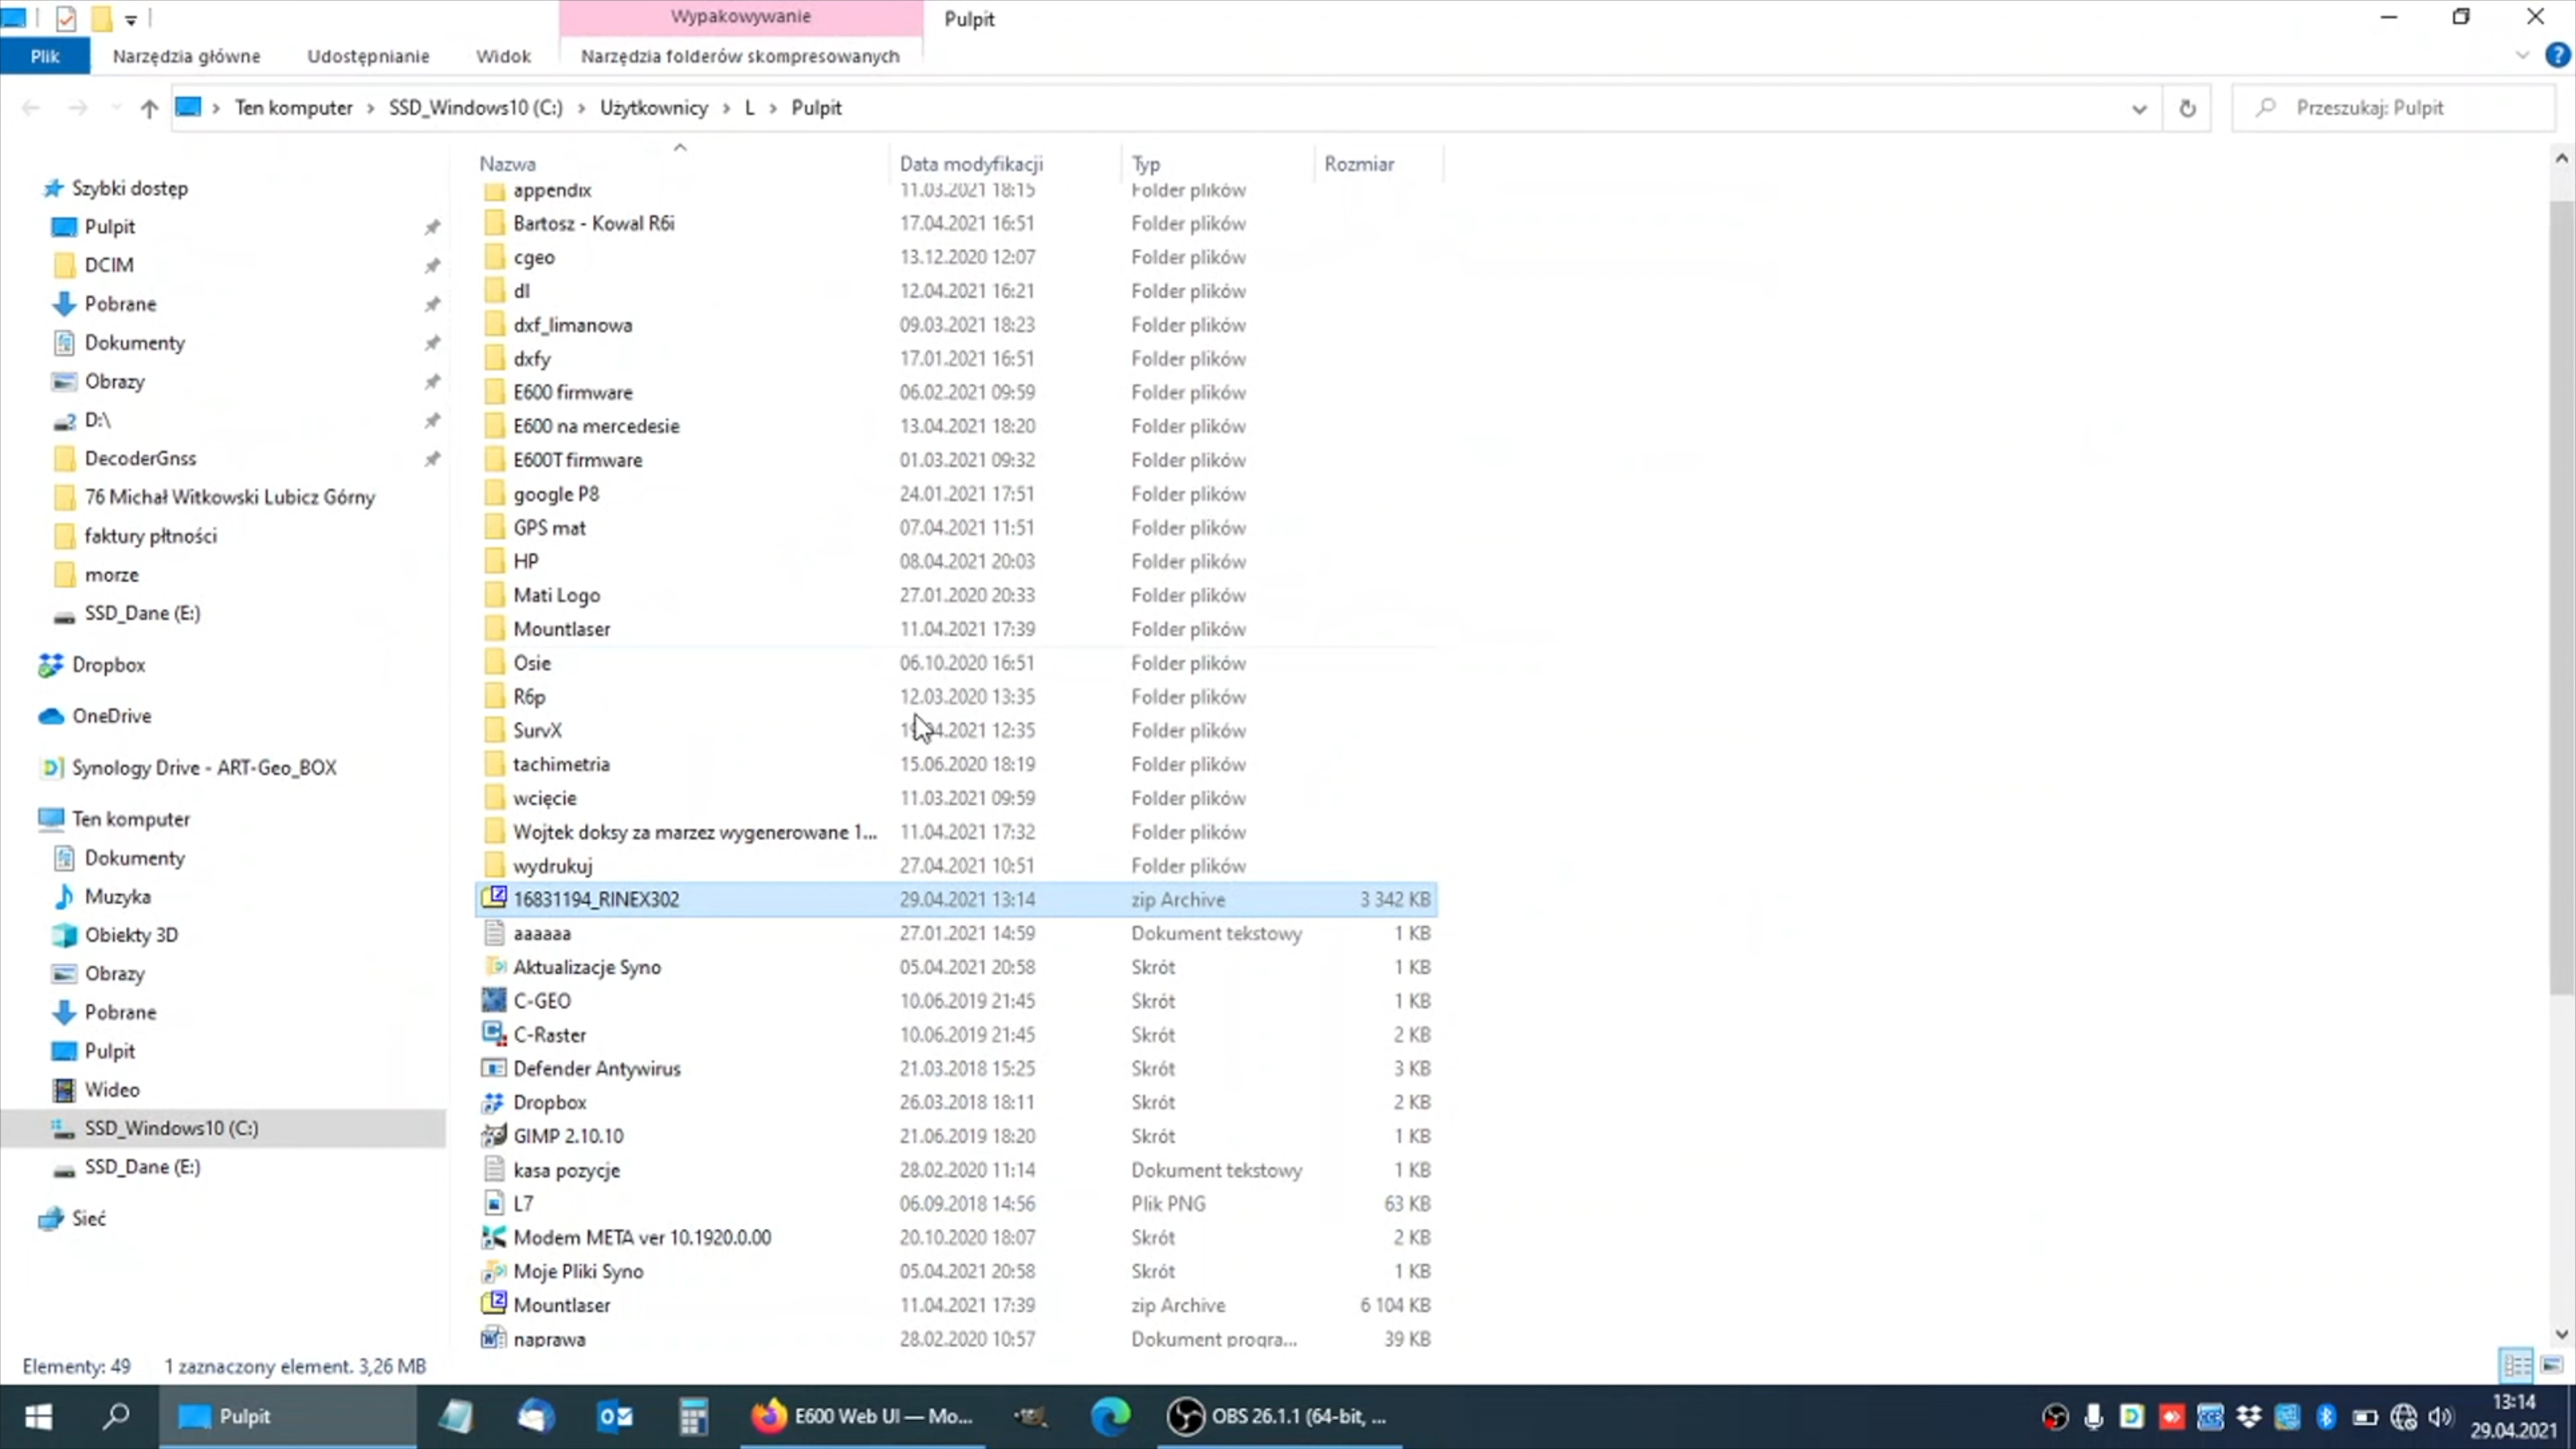 Wypakowywanie
Pulpit
Plik
Narzędzia główne
Udostępnianie
Widok
Narzędzia folderów skompresowanych
Ten komputer › SSD_Windows10 (C:) › Użytkownicy › L › Pulpit
Przeszukaj: Pulpit
Szybki dostęp
Pulpit
DCIM
Pobrane
Dokumenty
Obrazy
D:\
DecoderGnss
76 Michał Witkowski Lubicz Górny
faktury płtności
morze
SSD_Dane (E:)
Dropbox
OneDrive
Synology Drive - ART-Geo_BOX
Ten komputer
Dokumenty
Muzyka
Obiekty 3D
Obrazy
Pobrane
Pulpit
Wideo
SSD_Windows10 (C:)
SSD_Dane (E:)
Sieć
Nazwa Data modyfikacji Typ Rozmiar
appendix 11.03.2021 18:15 Folder plików
Bartosz - Kowal R6i 17.04.2021 16:51 Folder plików
cgeo 13.12.2020 12:07 Folder plików
dl 12.04.2021 16:21 Folder plików
dxf_limanowa 09.03.2021 18:23 Folder plików
dxfy 17.01.2021 16:51 Folder plików
E600 firmware 06.02.2021 09:59 Folder plików
E600 na mercedesie 13.04.2021 18:20 Folder plików
E600T firmware 01.03.2021 09:32 Folder plików
google P8 24.01.2021 17:51 Folder plików
GPS mat 07.04.2021 11:51 Folder plików
HP 08.04.2021 20:03 Folder plików
Mati Logo 27.01.2020 20:33 Folder plików
Mountlaser 11.04.2021 17:39 Folder plików
Osie 06.10.2020 16:51 Folder plików
R6p 12.03.2020 13:35 Folder plików
SurvX 12:35 Folder plików
tachimetria 15.06.2020 18:19 Folder plików
wcięcie 11.03.2021 09:59 Folder plików
Wojtek doksy za marzez wygenerowane 1... 11.04.2021 17:32 Folder plików
wydrukuj 27.04.2021 10:51 Folder plików
16831194_RINEX302 29.04.2021 13:14 zip Archive 3 342 KB
aaaaaa 27.01.2021 14:59 Dokument tekstowy 1 KB
Aktualizacje Syno 05.04.2021 20:58 Skrót 1 KB
C-GEO 10.06.2019 21:45 Skrót 1 KB
C-Raster 10.06.2019 21:45 Skrót 2 KB
Defender Antywirus 21.03.2018 15:25 Skrót 3 KB
Dropbox 26.03.2018 18:11 Skrót 2 KB
GIMP 2.10.10 21.06.2019 18:20 Skrót 1 KB
kasa pozycje 28.02.2020 11:14 Dokument tekstowy 1 KB
L7 06.09.2018 14:56 Plik PNG 63 KB
Modem META ver 10.1920.0.00 20.10.2020 18:07 Skrót 2 KB
Moje Pliki Syno 05.04.2021 20:58 Skrót 1 KB
Mountlaser 11.04.2021 17:39 zip Archive 6 104 KB
naprawa 28.02.2020 10:57 Dokument progra... 39 KB
Elementy: 49 1 zaznaczony element. 3,26 MB
Pulpit
E600 Web UI — Mo...
OBS 26.1.1 (64-bit, ...
13:14
29.04.2021